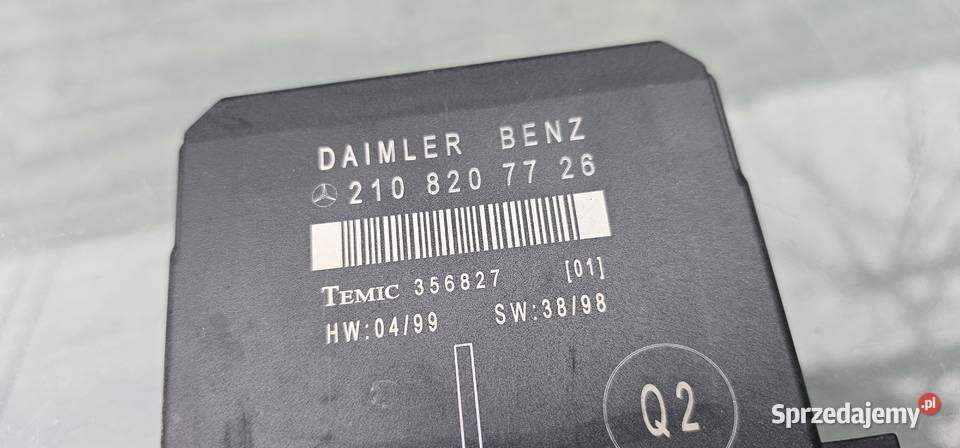 DAIMLER BENZ
210 820 77 26
TEMIC 356827 [01]
HW:04/99 SW:38/98
Q2
Sprzedajemy.pl